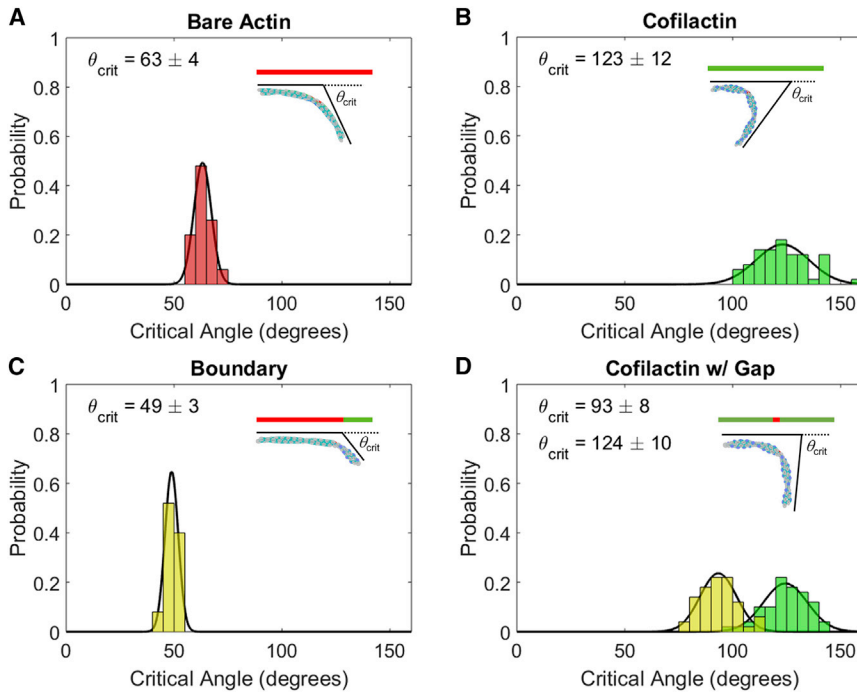 A
Bare Actin
θcrit = 63 ± 4
θcrit
1
0.8
0.6
0.4
0.2
0
Probability
0 50 100 150
Critical Angle (degrees)
B
Cofilactin
θcrit = 123 ± 12
θcrit
1
0.8
0.6
0.4
0.2
0
Probability
0 50 100 150
Critical Angle (degrees)
C
Boundary
θcrit = 49 ± 3
θcrit
1
0.8
0.6
0.4
0.2
0
Probability
0 50 100 150
Critical Angle (degrees)
D
Cofilactin w/ Gap
θcrit = 93 ± 8
θcrit = 124 ± 10
θcrit
1
0.8
0.6
0.4
0.2
0
Probability
0 50 100 150
Critical Angle (degrees)